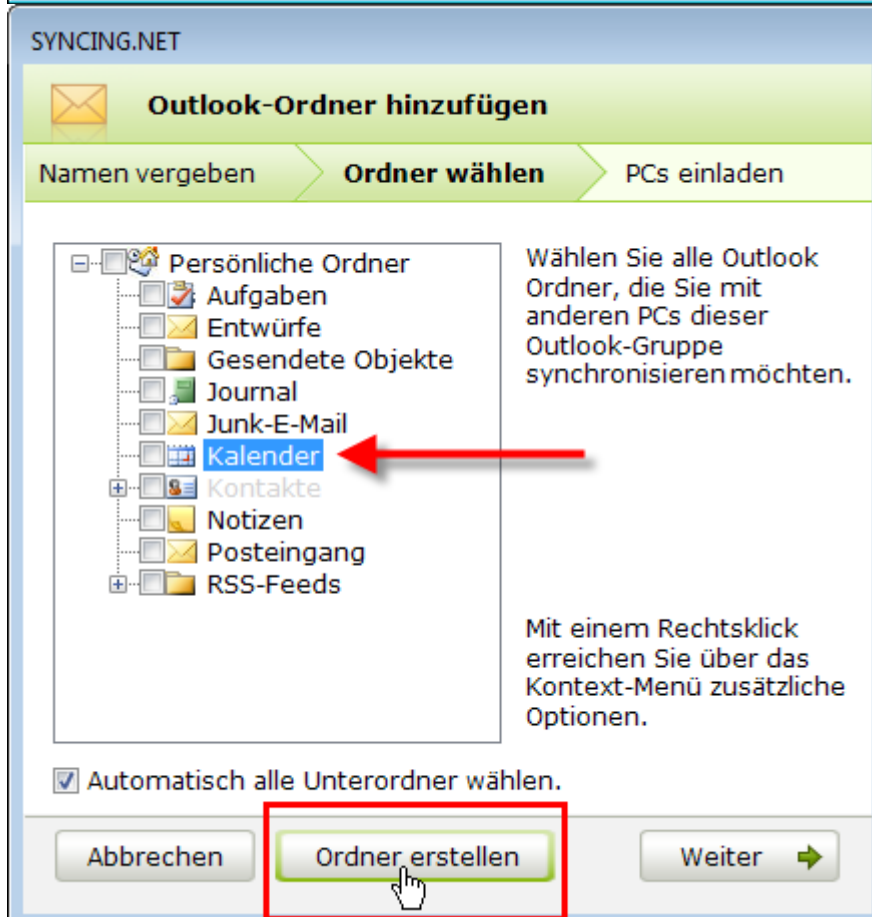 SYNCING.NET
Outlook-Ordner hinzufügen
Namen vergeben
Ordner wählen
PCs einladen
Persönliche Ordner
Aufgaben
Entwürfe
Gesendete Objekte
Journal
Junk-E-Mail
Kalender
Kontakte
Notizen
Posteingang
RSS-Feeds
Wählen Sie alle Outlook
Ordner, die Sie mit
anderen PCs dieser
Outlook-Gruppe
synchronisieren möchten.
Mit einem Rechtsklick
erreichen Sie über das
Kontext-Menü zusätzliche
Optionen.
Automatisch alle Unterordner wählen.
Abbrechen
Ordner erstellen
Weiter